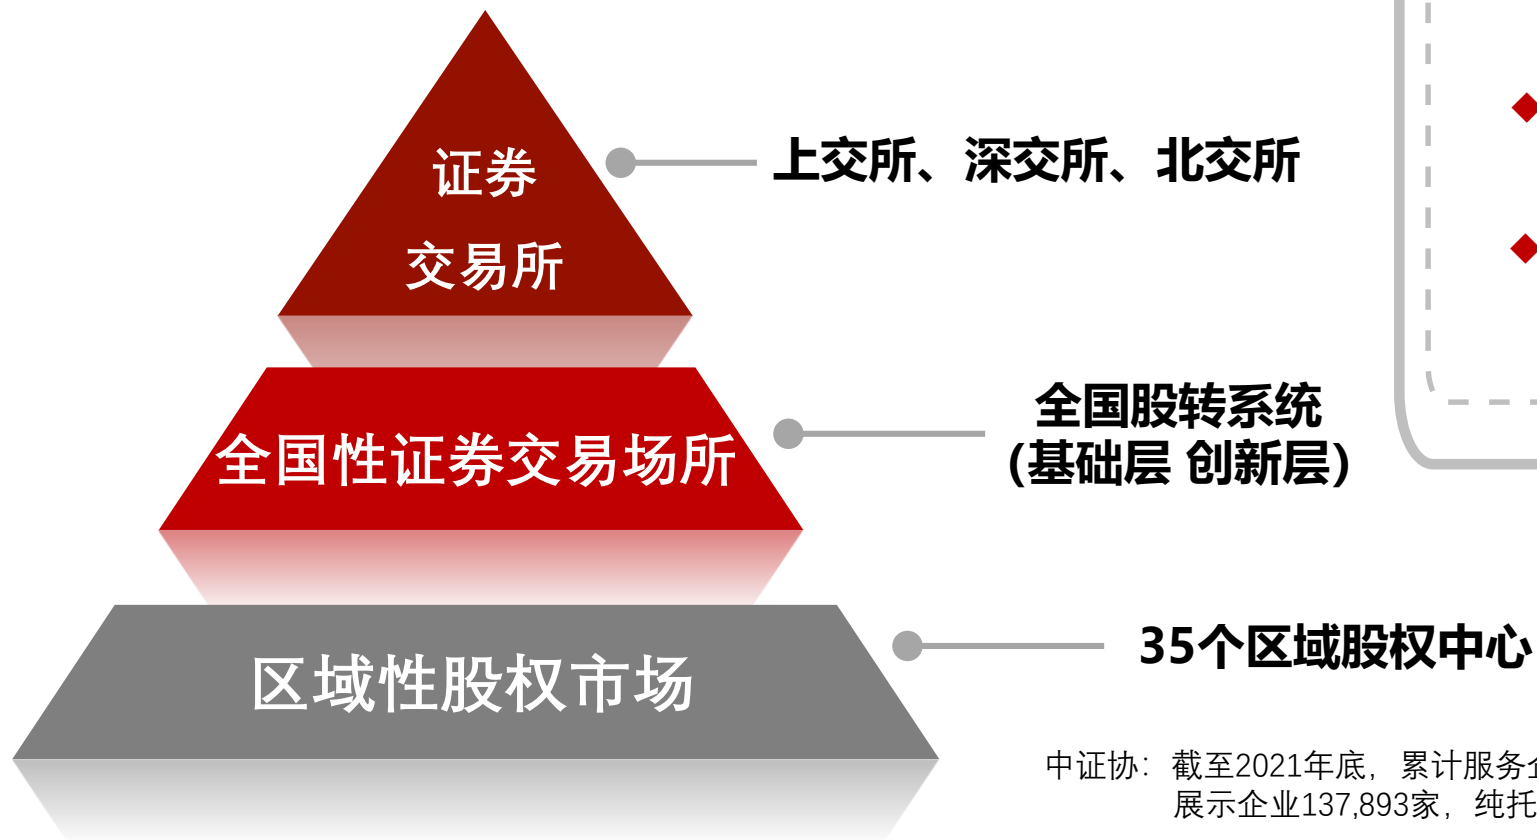 证券
交易所
上交所、深交所、北交所
全国性证券交易场所
全国股转系统
(基础层 创新层)
区域性股权市场
35个区域股权中心
中证协：截至2021年底，累计服务
展示企业137,893家，纯托